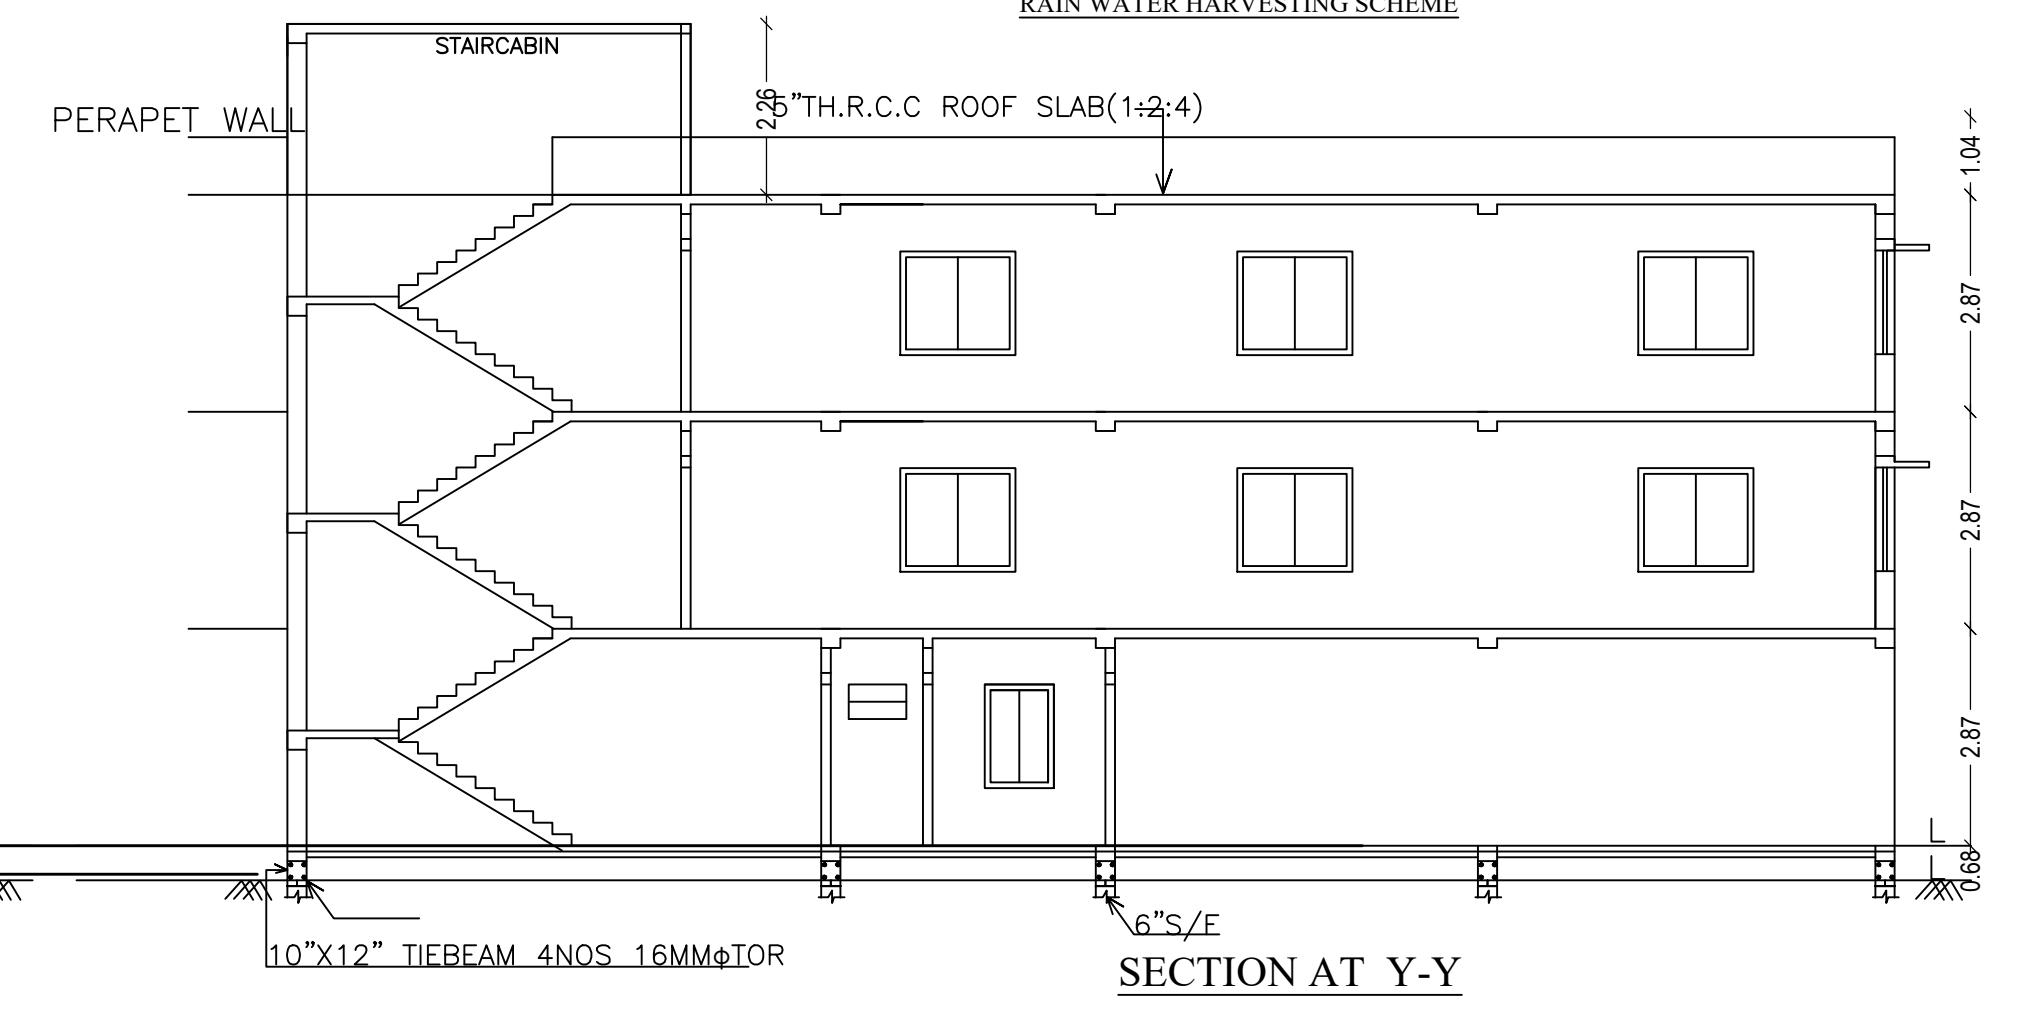 RAIN WATER HARVESTING SCHEME
STAIRCABIN
2.26
5”TH.R.C.C ROOF SLAB(1:2:4)
PERAPET WALL
1.04
2.87
2.87
2.87
L
L
0.68
6”S/F
10”X12” TIEBEAM 4NOS 16MMφTOR
SECTION AT Y-Y